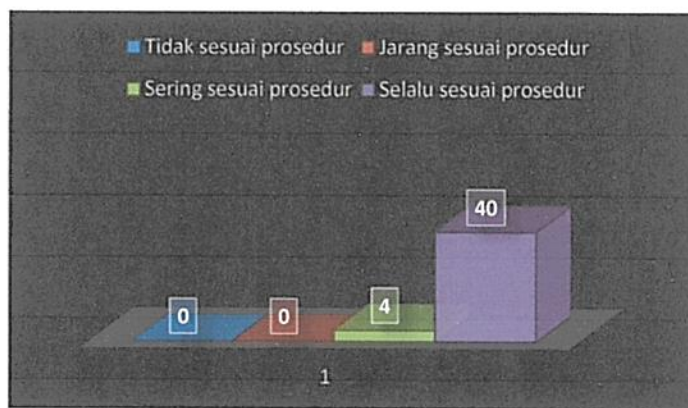 Tidak sesuai prosedur Jarang sesuai prosedur
Sering sesuai prosedur Selalu sesuai prosedur
40
0 0 4
1